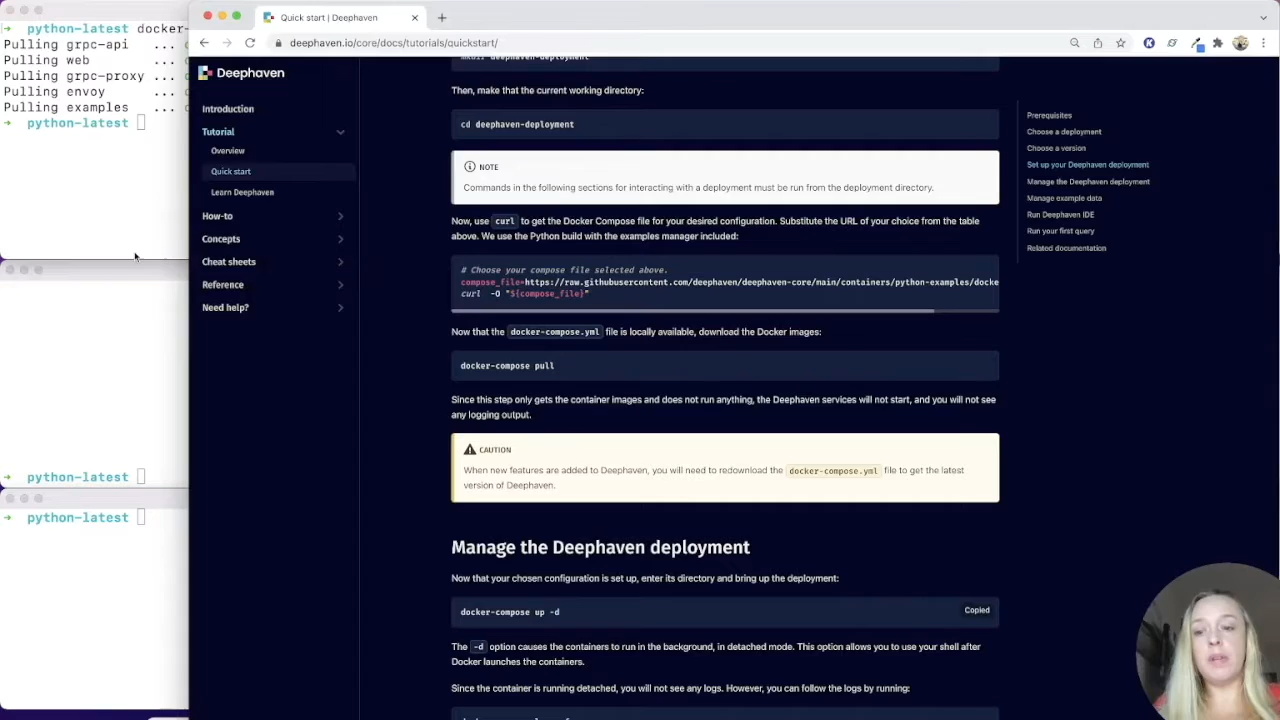 → python-latest docker-
Pulling grpc-api ...
Pulling web ...
Pulling grpc-proxy ...
Pulling envoy ...
Pulling examples ...
→ python-latest
→ python-latest
→ python-latest
Quick start | Deephaven
deephaven.io/core/docs/tutorials/quickstart/
Deephaven
Introduction
Tutorial
Overview
Quick start
Learn Deephaven
How-to
Concepts
Cheat sheets
Reference
Need help?
mkdir deephaven-deployment
Then, make that the current working directory:
cd deephaven-deployment
NOTE
Commands in the following sections for interacting with a deployment must be run from the deployment directory.
Now, use curl to get the Docker Compose file for your desired configuration. Substitute the URL of your choice from the table
above. We use the Python build with the examples manager included:
# Choose your compose file selected above.
compose_file=https://raw.githubusercontent.com/deephaven/deephaven-core/main/containers/python-examples/docke
curl -O "${compose_file}"
Now that the docker-compose.yml file is locally available, download the Docker images:
docker-compose pull
Since this step only gets the container images and does not run anything, the Deephaven services will not start, and you will not see
any logging output.
CAUTION
When new features are added to Deephaven, you will need to redownload the docker-compose.yml file to get the latest
version of Deephaven.
Manage the Deephaven deployment
Now that your chosen configuration is set up, enter its directory and bring up the deployment:
docker-compose up -d
Copied
The -d option causes the containers to run in the background, in detached mode. This option allows you to use your shell after
Docker launches the containers.
Since the container is running detached, you will not see any logs. However, you can follow the logs by running:
Prerequisites
Choose a deployment
Choose a version
Set up your Deephaven deployment
Manage the Deephaven deployment
Manage example data
Run Deephaven IDE
Run your first query
Related documentation